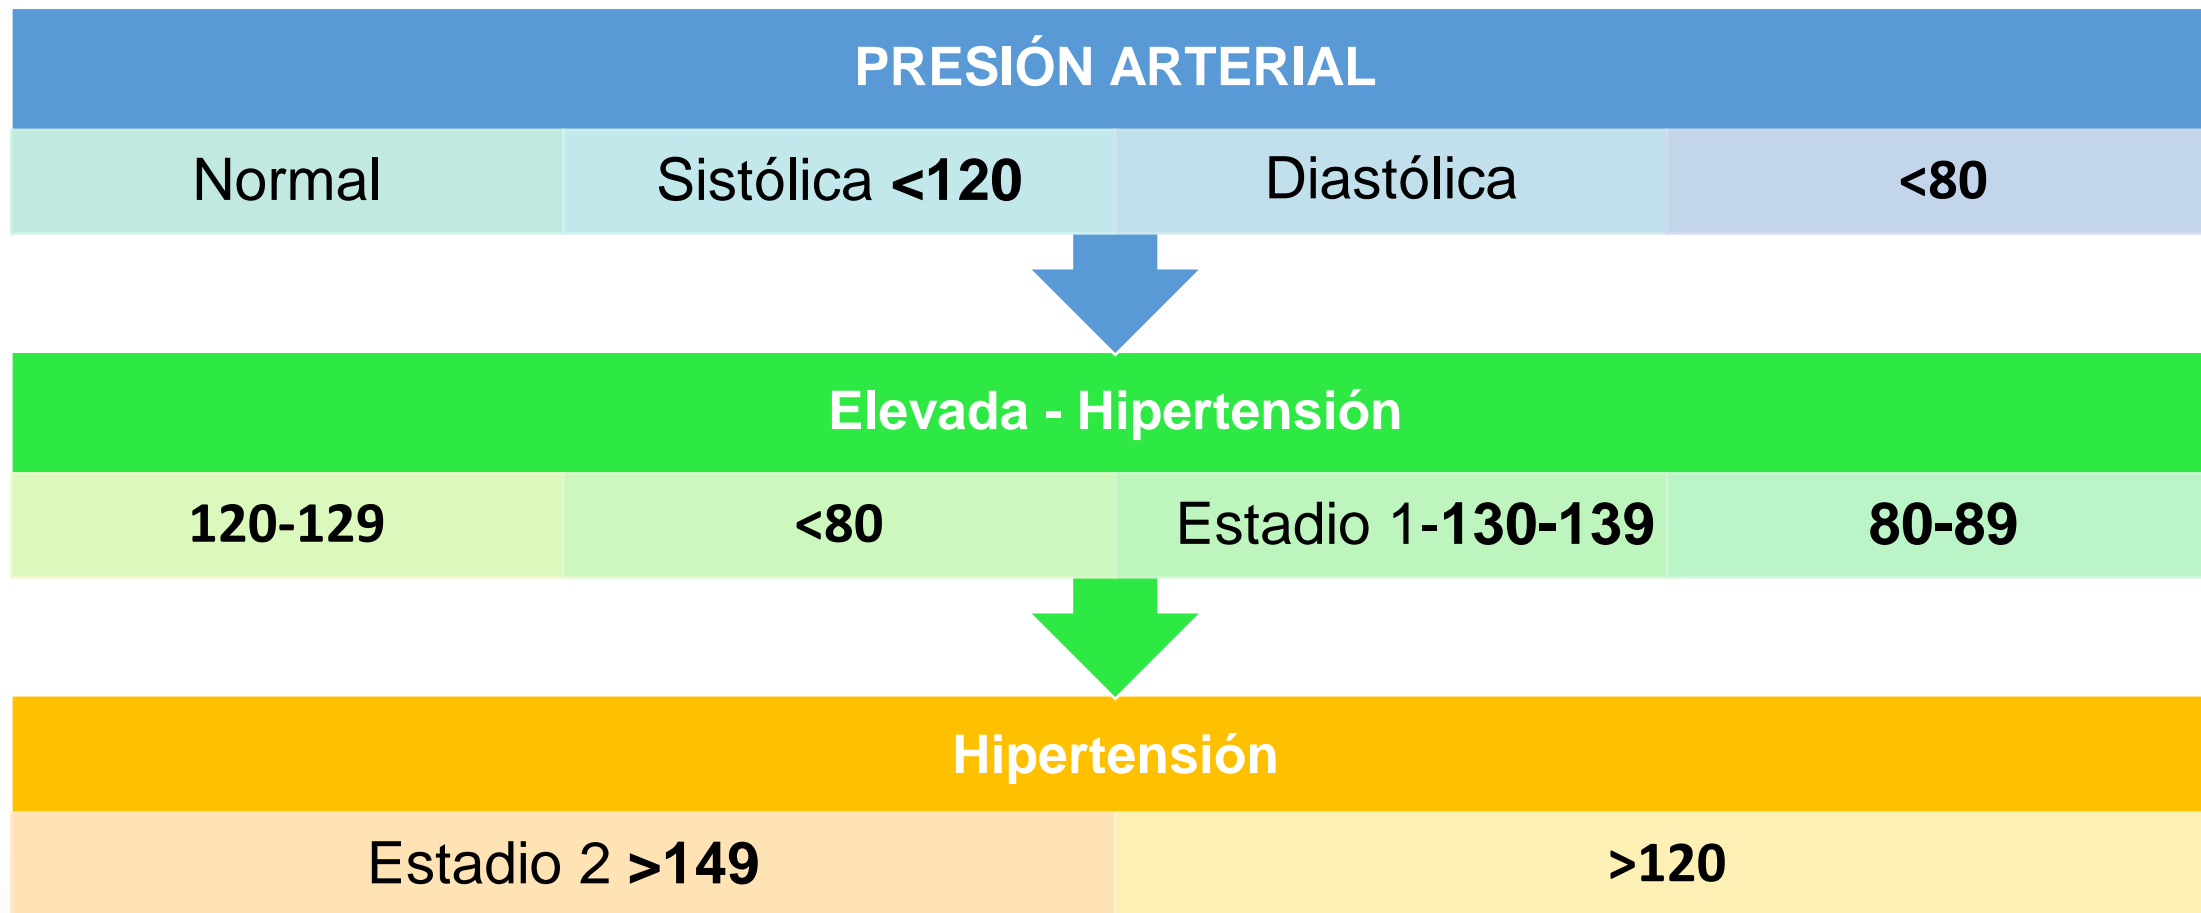 PRESIÓN ARTERIAL
Normal Sistólica <120 Diastólica <80
Elevada - Hipertensión
120-129 <80 Estadio 1-130-139 80-89
Hipertensión
Estadio 2 >149 >120